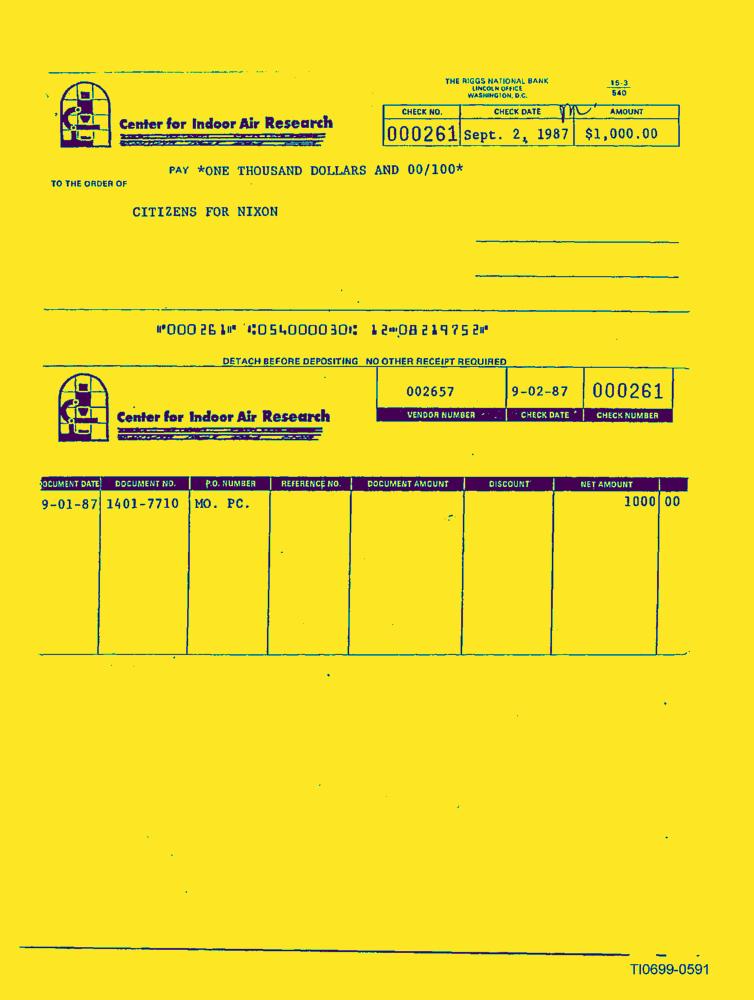 THE RIGGS NATIONAL BANK
LINCOLN OFFICE
WASHINGTON, D.C.
15-3
540
Center for Indoor Air Research
CHECK NO. CHECK DATE AMOUNT
000261 Sept. 2, 1987 $1,000.00
PAY *ONE THOUSAND DOLLARS AND 00/100*
TO THE ORDER OF
CITIZENS FOR NIXON
⑈000261⑈ ⑆054000030⑆ 12⑉08219752⑈
DETACH BEFORE DEPOSITING NO OTHER RECEIPT REQUIRED
Center for Indoor Air Research
002657 9-02-87 000261
VENDOR NUMBER CHECK DATE CHECK NUMBER
DOCUMENT DATE DOCUMENT NO. P.O. NUMBER REFERENCE NO. DOCUMENT AMOUNT DISCOUNT NET AMOUNT
9-01-87 1401-7710 MO. PC. 1000 00
TI0699-0591